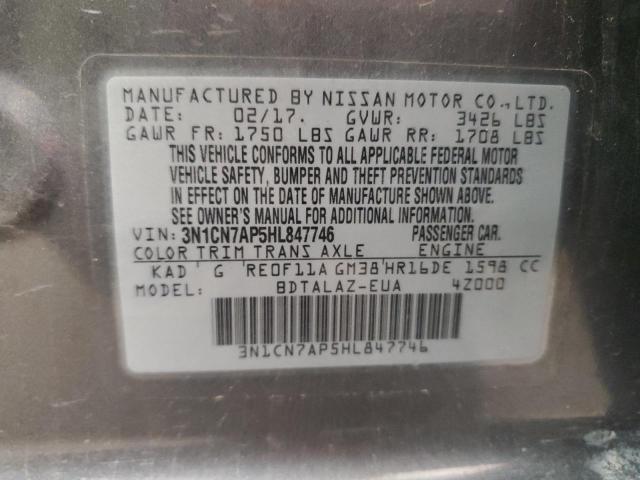 MANUFACTURED BY NISSAN MOTOR CO.,LTD.
DATE: 02/17. GVWR: 3426 LBS
GAWR FR: 1750 LBS GAWR RR: 1708 LBS
THIS VEHICLE CONFORMS TO ALL APPLICABLE FEDERAL MOTOR
VEHICLE SAFETY, BUMPER AND THEFT PREVENTION STANDARDS
IN EFFECT ON THE DATE OF MANUFACTURE SHOWN ABOVE.
SEE OWNER'S MANUAL FOR ADDITIONAL INFORMATION.
VIN: 3N1CN7AP5HL847746 PASSENGER CAR.
COLOR TRIM TRANS AXLE ENGINE
KAD G RE0F11A GM38 HR16DE 1598 CC
MODEL: BDTALAZ-EUA 4Z000
3N1CN7AP5HL847746